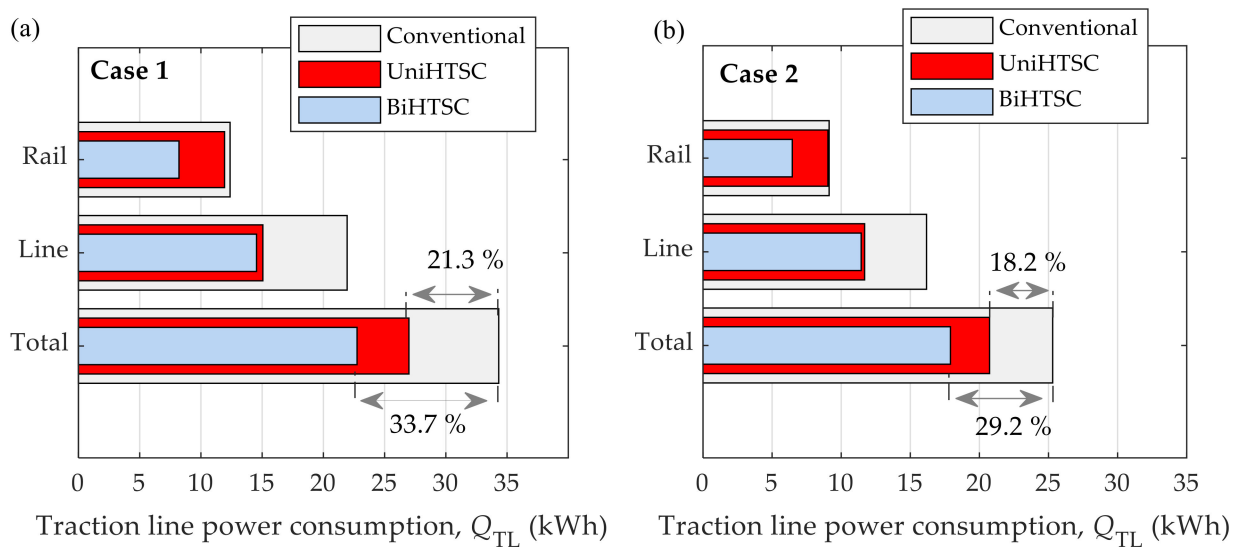 (a)
Case 1
Conventional
UniHTSC
BiHTSC
Rail
Line
Total
21.3 %
33.7 %
0 5 10 15 20 25 30 35
Traction line power consumption, Q_TL (kWh)
(b)
Case 2
Conventional
UniHTSC
BiHTSC
Rail
Line
Total
18.2 %
29.2 %
0 5 10 15 20 25 30 35
Traction line power consumption, Q_TL (kWh)